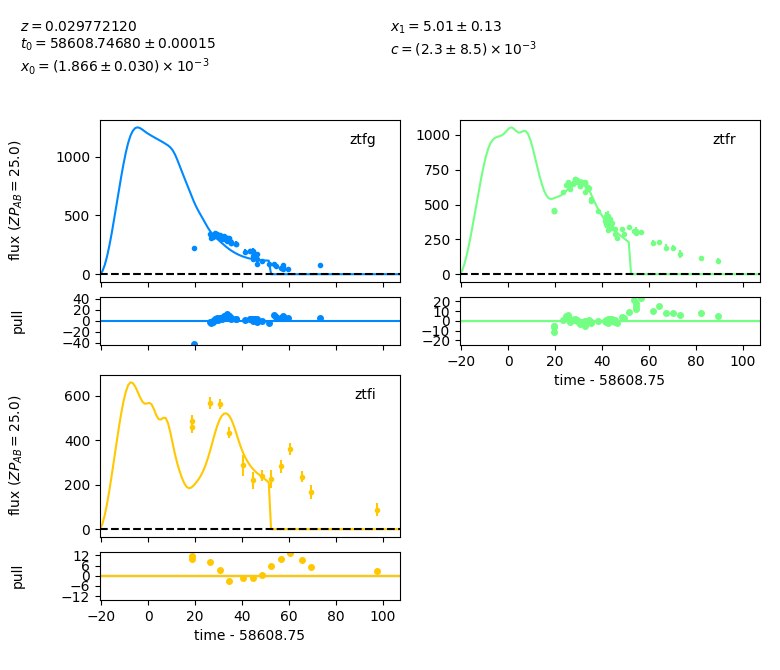 z = 0.029772120
t₀ = 58608.74680 ± 0.00015
x₀ = (1.866 ± 0.030) × 10⁻³
x₁ = 5.01 ± 0.13
c = (2.3 ± 8.5) × 10⁻³
flux (ZP_AB = 25.0)
ztfg
1000
500
0
pull
40
20
0
−20
−40
ztfr
1000
750
500
250
0
20
10
0
−10
−20
−20 0 20 40 60 80 100
time - 58608.75
flux (ZP_AB = 25.0)
ztfi
600
400
200
0
pull
12
6
0
−6
−12
−20 0 20 40 60 80 100
time - 58608.75